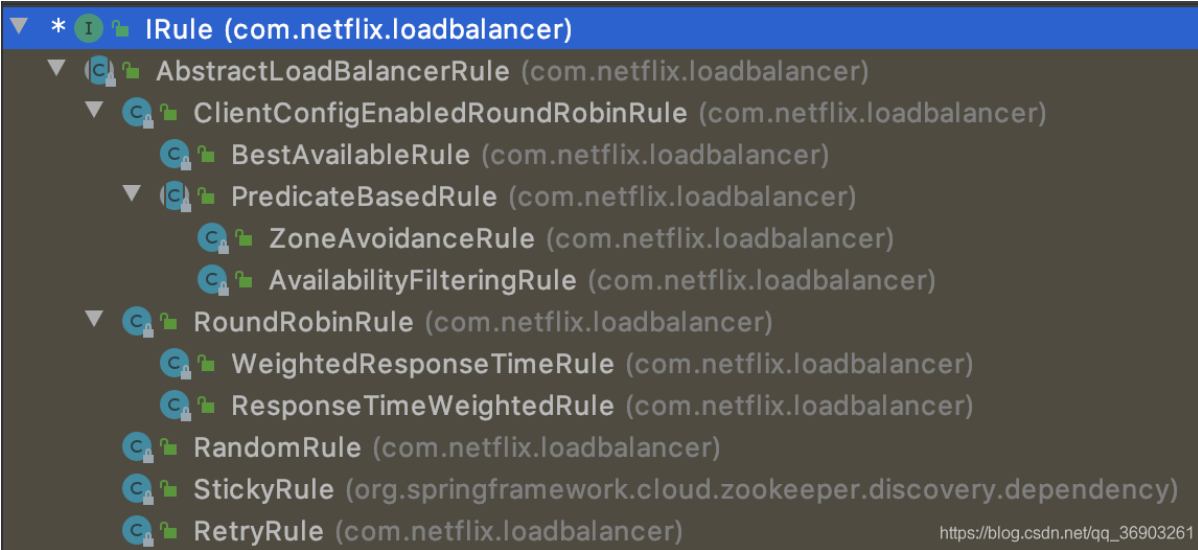 * I IRule (com.netflix.loadbalancer)
C AbstractLoadBalancerRule (com.netflix.loadbalancer)
C ClientConfigEnabledRoundRobinRule (com.netflix.loadbalancer)
C BestAvailableRule (com.netflix.loadbalancer)
C PredicateBasedRule (com.netflix.loadbalancer)
C ZoneAvoidanceRule (com.netflix.loadbalancer)
C AvailabilityFilteringRule (com.netflix.loadbalancer)
C RoundRobinRule (com.netflix.loadbalancer)
C WeightedResponseTimeRule (com.netflix.loadbalancer)
C ResponseTimeWeightedRule (com.netflix.loadbalancer)
C RandomRule (com.netflix.loadbalancer)
C StickyRule (org.springframework.cloud.zookeeper.discovery.dependency)
C RetryRule (com.netflix.loadbalancer)
https://blog.csdn.net/qq_36903261